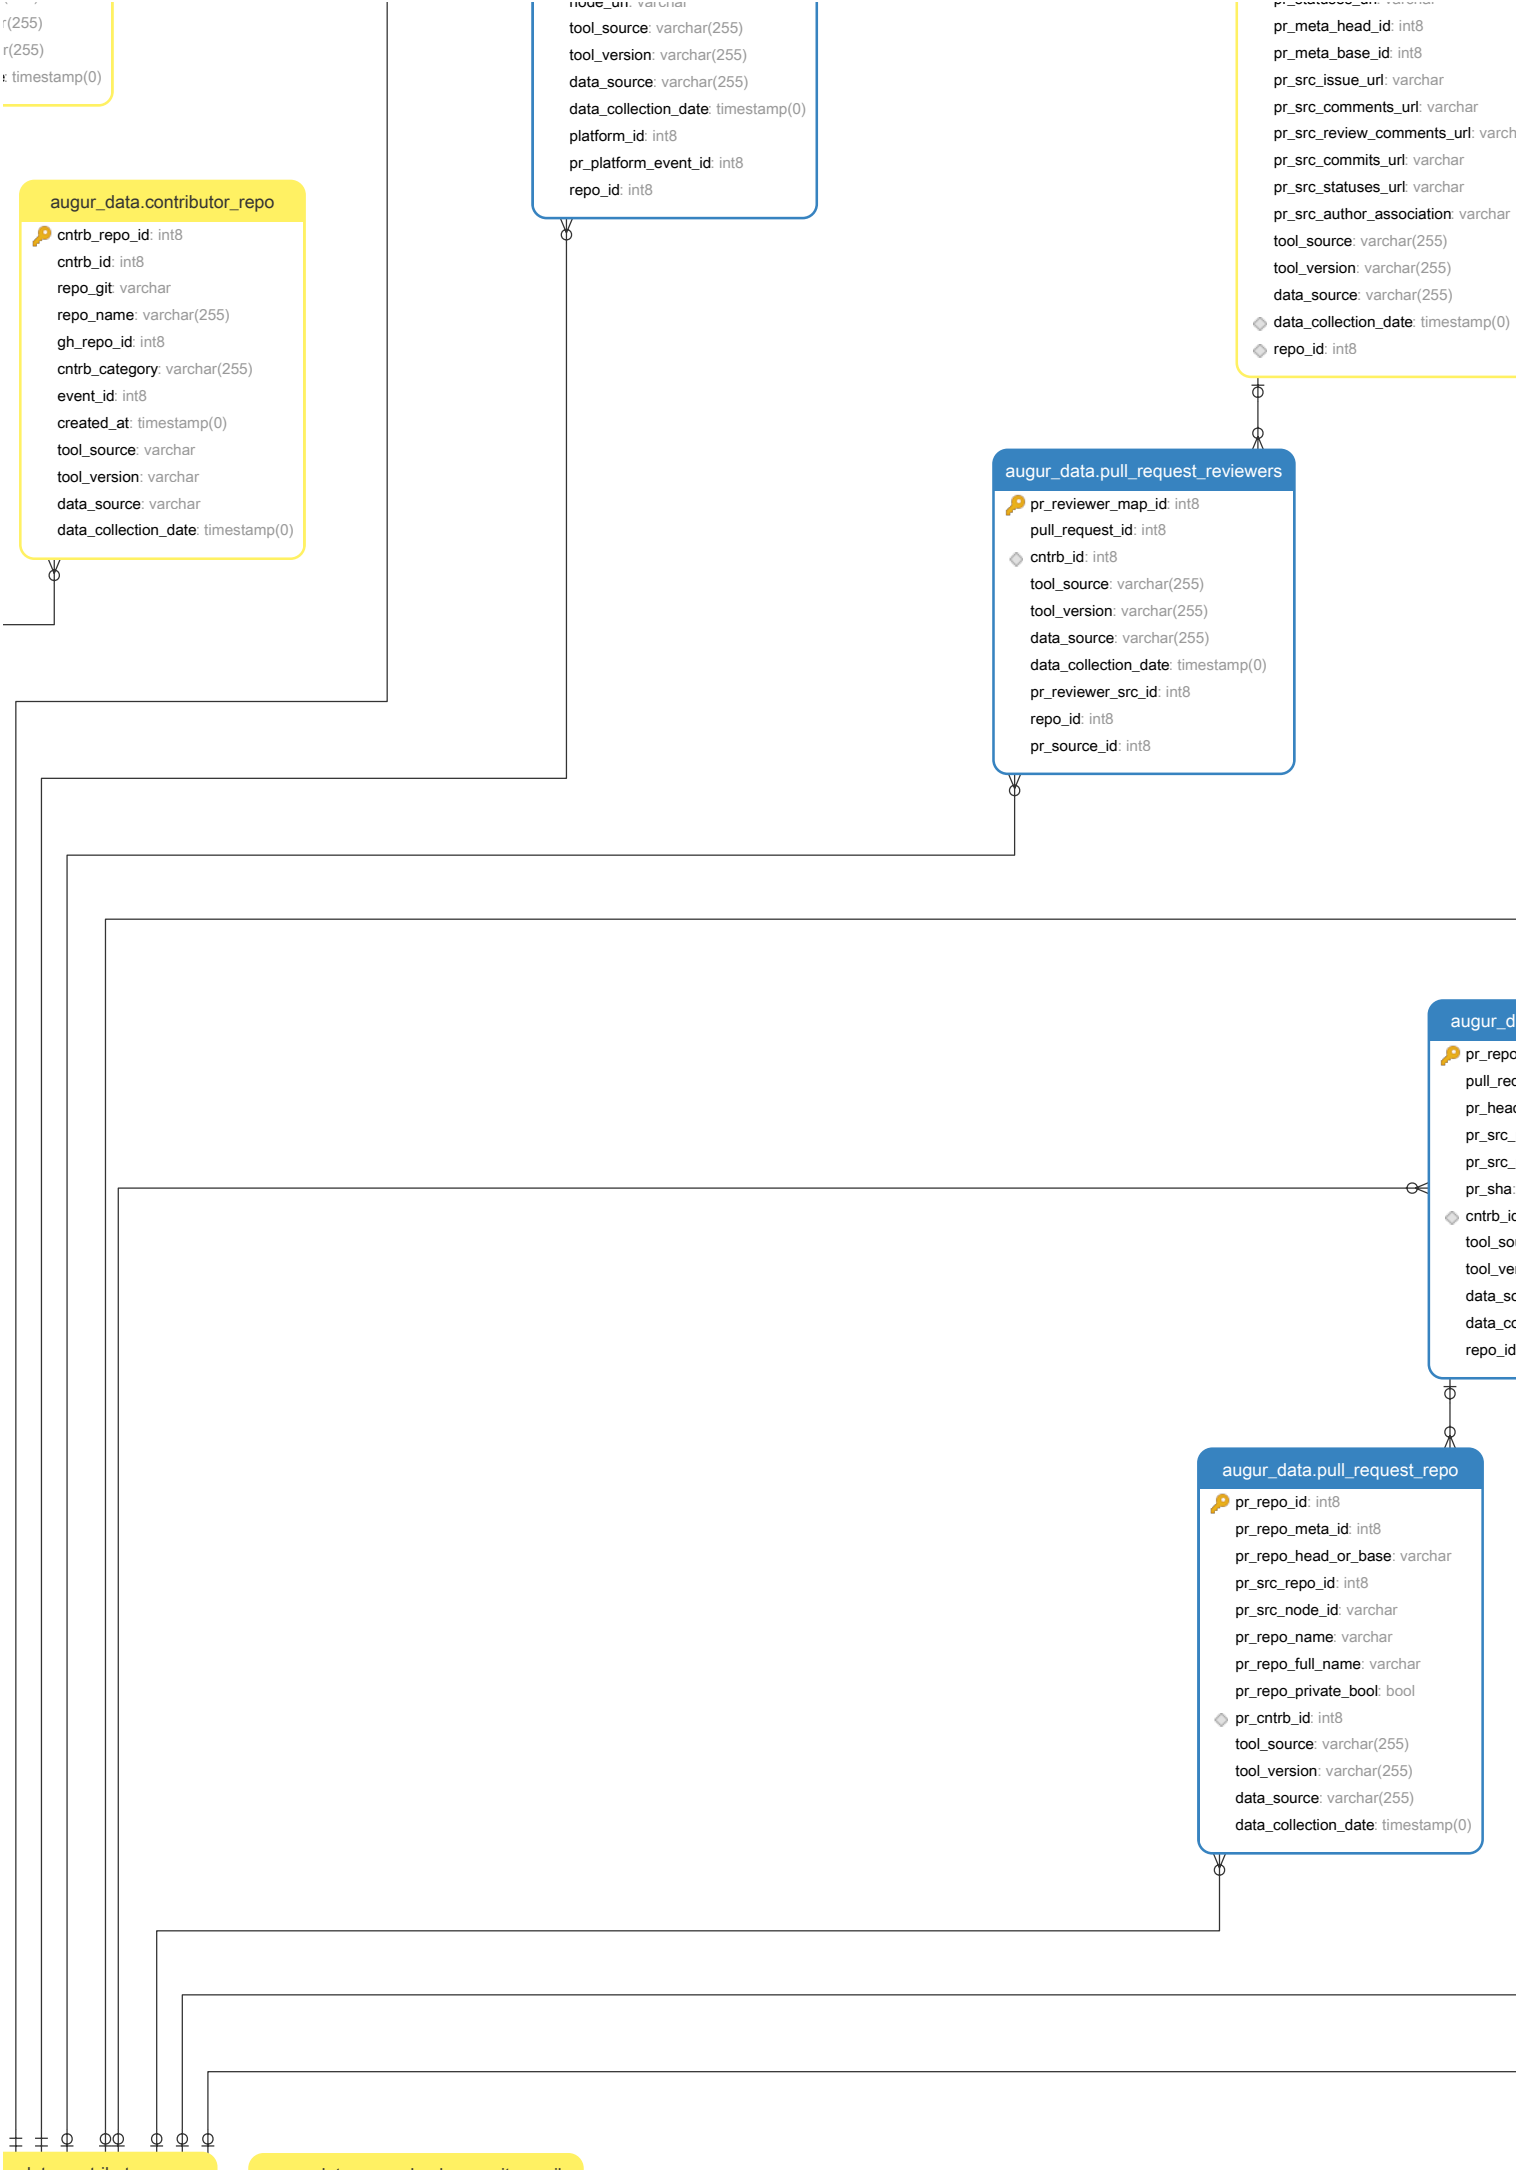 (255)
(255)
timestamp(0)
augur_data.contributor_repo
cntrb_repo_id: int8
cntrb_id: int8
repo_git: varchar
repo_name: varchar(255)
gh_repo_id: int8
cntrb_category: varchar(255)
event_id: int8
created_at: timestamp(0)
tool_source: varchar
tool_version: varchar
data_source: varchar
data_collection_date: timestamp(0)
tool_source: varchar(255)
tool_version: varchar(255)
data_source: varchar(255)
data_collection_date: timestamp(0)
platform_id: int8
pr_platform_event_id: int8
repo_id: int8
pr_meta_head_id: int8
pr_meta_base_id: int8
pr_src_issue_url: varchar
pr_src_comments_url: varchar
pr_src_review_comments_url: varch
pr_src_commits_url: varchar
pr_src_statuses_url: varchar
pr_src_author_association: varchar
tool_source: varchar(255)
tool_version: varchar(255)
data_source: varchar(255)
data_collection_date: timestamp(0)
repo_id: int8
augur_data.pull_request_reviewers
pr_reviewer_map_id: int8
pull_request_id: int8
cntrb_id: int8
tool_source: varchar(255)
tool_version: varchar(255)
data_source: varchar(255)
data_collection_date: timestamp(0)
pr_reviewer_src_id: int8
repo_id: int8
pr_source_id: int8
augur_d
pr_repo
pull_req
pr_head
pr_src_
pr_src_
pr_sha:
cntrb_id
tool_sou
tool_ver
data_so
data_co
repo_id
augur_data.pull_request_repo
pr_repo_id: int8
pr_repo_meta_id: int8
pr_repo_head_or_base: varchar
pr_src_repo_id: int8
pr_src_node_id: varchar
pr_repo_name: varchar
pr_repo_full_name: varchar
pr_repo_private_bool: bool
pr_cntrb_id: int8
tool_source: varchar(255)
tool_version: varchar(255)
data_source: varchar(255)
data_collection_date: timestamp(0)